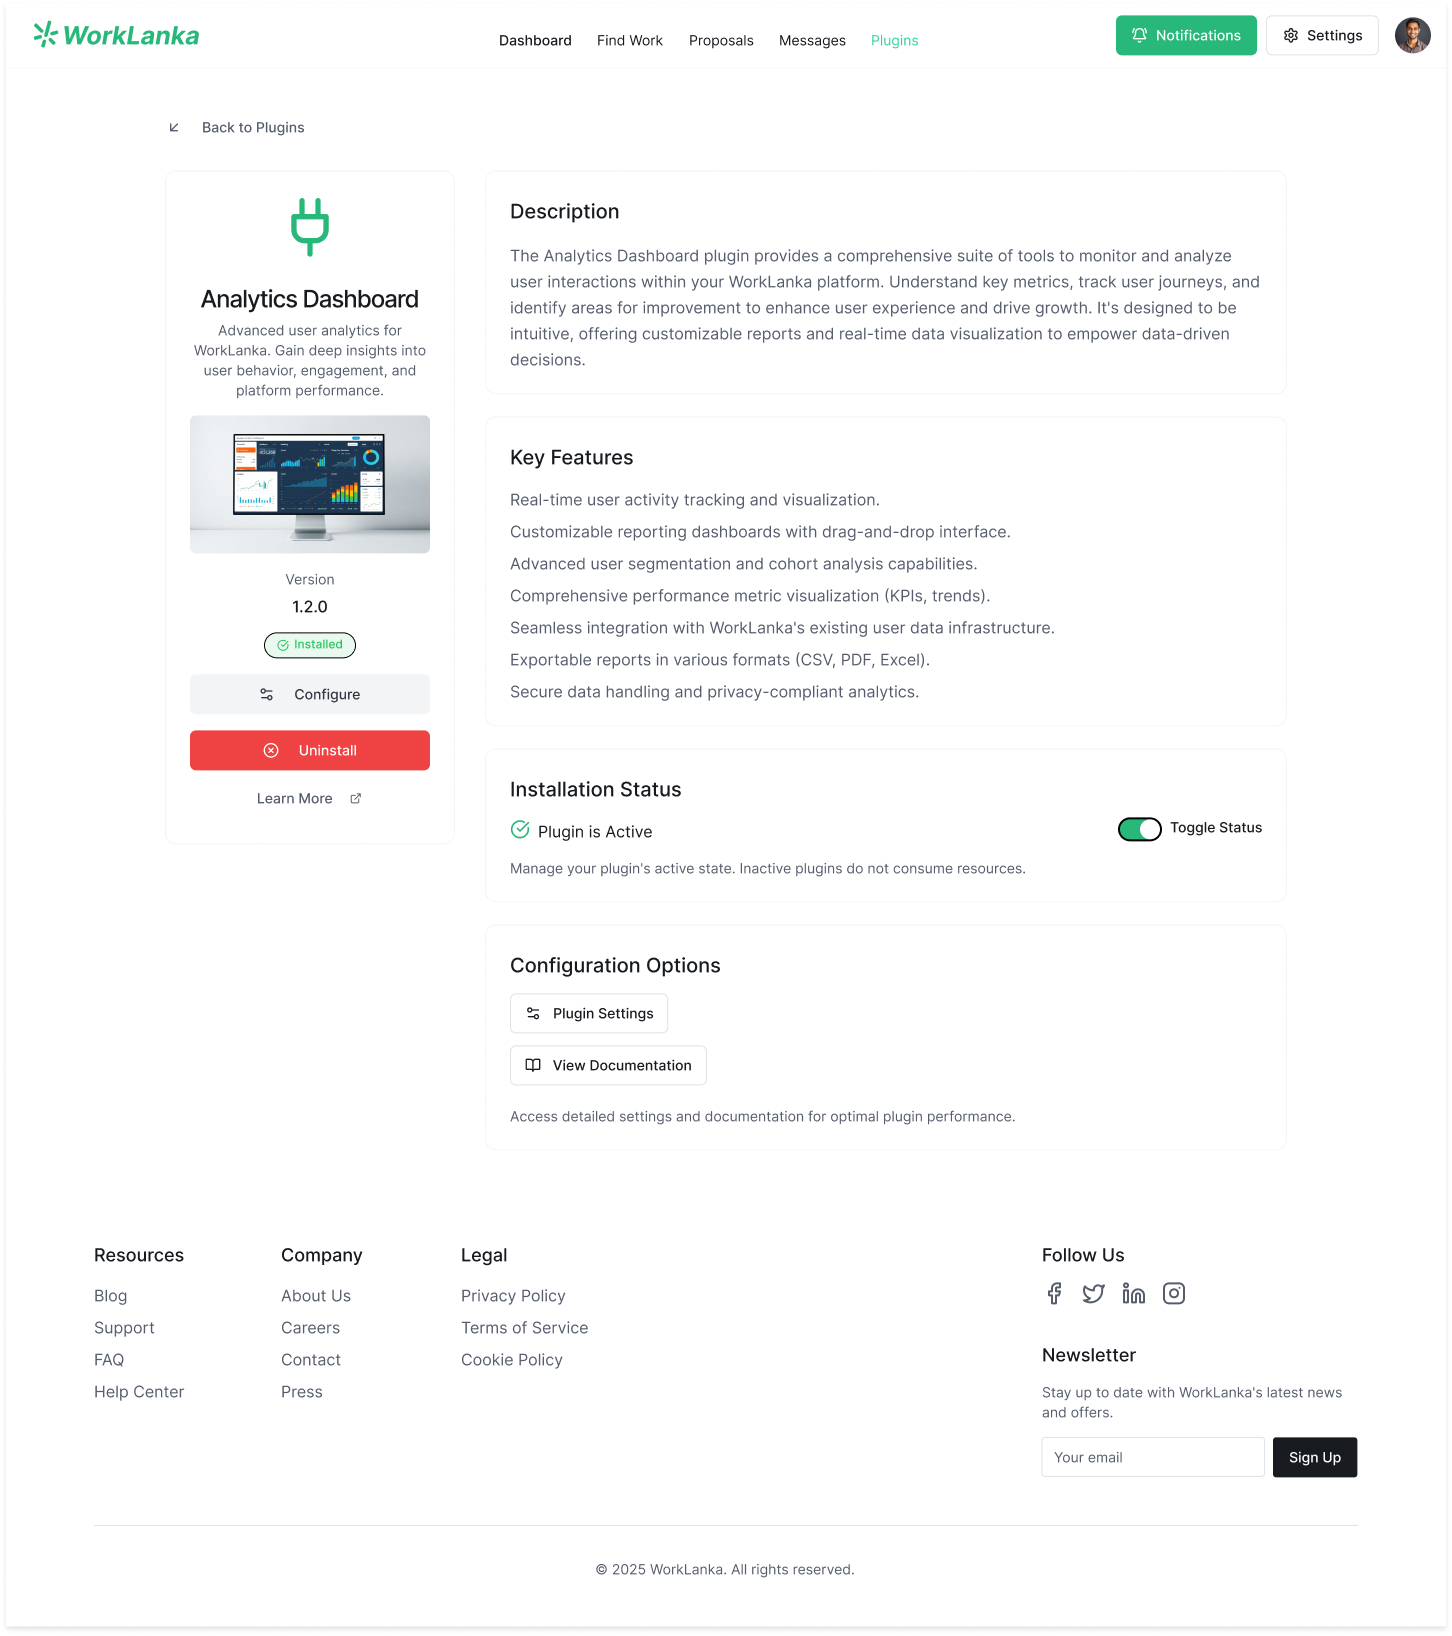 WorkLanka
Dashboard
Find Work
Proposals
Messages
Plugins
Notifications
Settings
Back to Plugins
Analytics Dashboard
Advanced user analytics for
WorkLanka. Gain deep insights into
user behavior, engagement, and
platform performance.
Version
1.2.0
Installed
Configure
Uninstall
Learn More
Description
The Analytics Dashboard plugin provides a comprehensive suite of tools to monitor and analyze
user interactions within your WorkLanka platform. Understand key metrics, track user journeys, and
identify areas for improvement to enhance user experience and drive growth. It's designed to be
intuitive, offering customizable reports and real-time data visualization to empower data-driven
decisions.
Key Features
Real-time user activity tracking and visualization.
Customizable reporting dashboards with drag-and-drop interface.
Advanced user segmentation and cohort analysis capabilities.
Comprehensive performance metric visualization (KPIs, trends).
Seamless integration with WorkLanka's existing user data infrastructure.
Exportable reports in various formats (CSV, PDF, Excel).
Secure data handling and privacy-compliant analytics.
Installation Status
Plugin is Active
Toggle Status
Manage your plugin's active state. Inactive plugins do not consume resources.
Configuration Options
Plugin Settings
View Documentation
Access detailed settings and documentation for optimal plugin performance.
Resources
Blog
Support
FAQ
Help Center
Company
About Us
Careers
Contact
Press
Legal
Privacy Policy
Terms of Service
Cookie Policy
Follow Us
Newsletter
Stay up to date with WorkLanka's latest news
and offers.
Your email
Sign Up
© 2025 WorkLanka. All rights reserved.